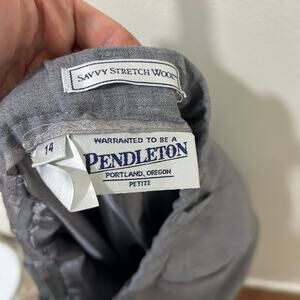 SAVVY STRETCH WOOL
14
WARRANTED TO BE A
PENDLETON
PORTLAND, OREGON
PETITE